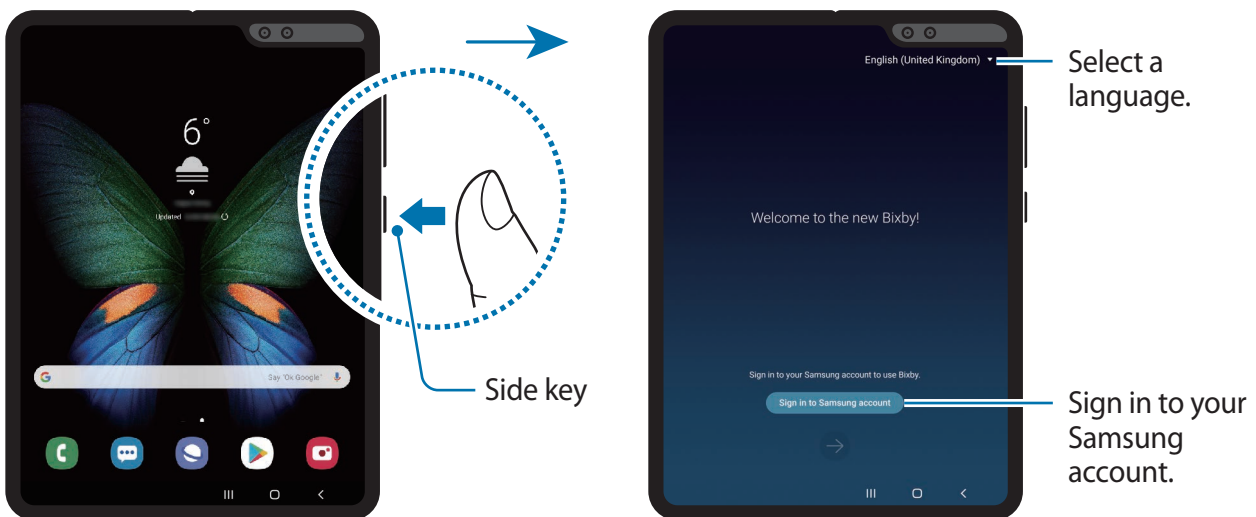 6°
Updated
Say "Ok Google"
Side key
English (United Kingdom)
Select a
language.
Welcome to the new Bixby!
Sign in to your Samsung account to use Bixby.
Sign in to Samsung account
Sign in to your
Samsung
account.